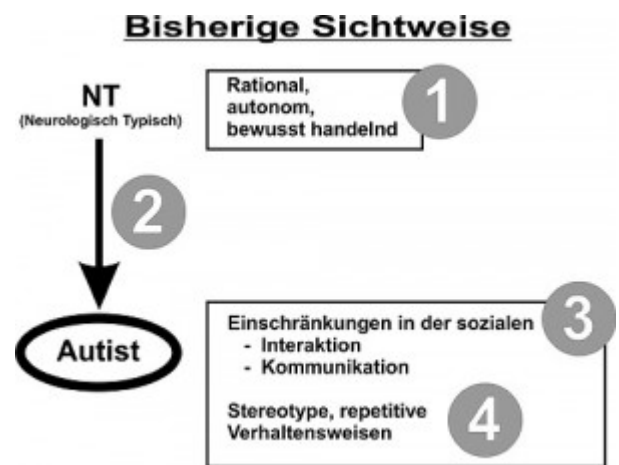 Bisherige Sichtweise
NT
(Neurologisch Typisch)
Rational,
autonom,
bewusst handelnd
1
2
Autist
Einschränkungen in der sozialen
- Interaktion
- Kommunikation
3
Stereotype, repetitive
Verhaltensweisen
4